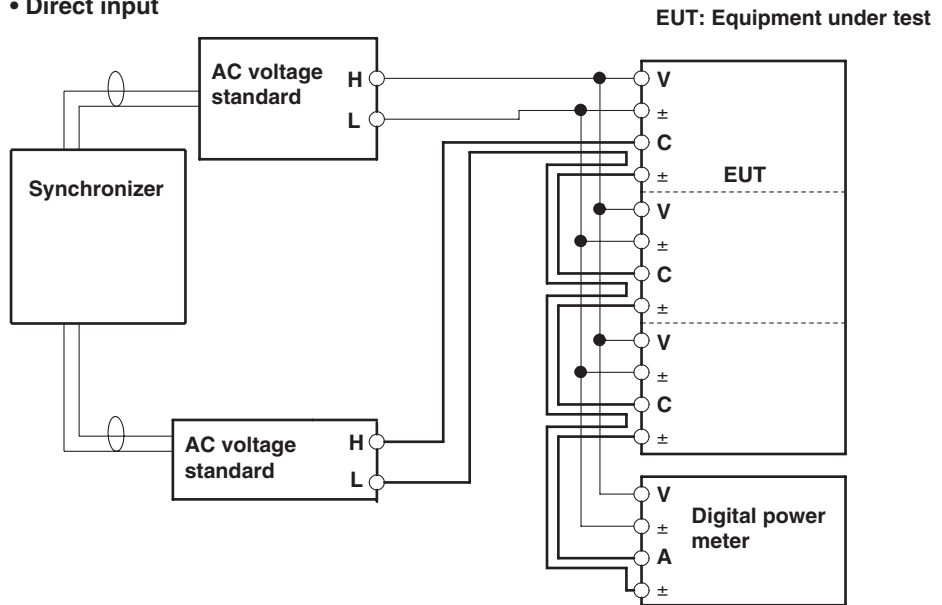 • Direct input
EUT: Equipment under test
AC voltage
standard
H
L
Synchronizer
AC voltage
standard
H
L
V
±
C
±
EUT
V
±
C
±
V
±
C
±
V
±
A
±
Digital power
meter